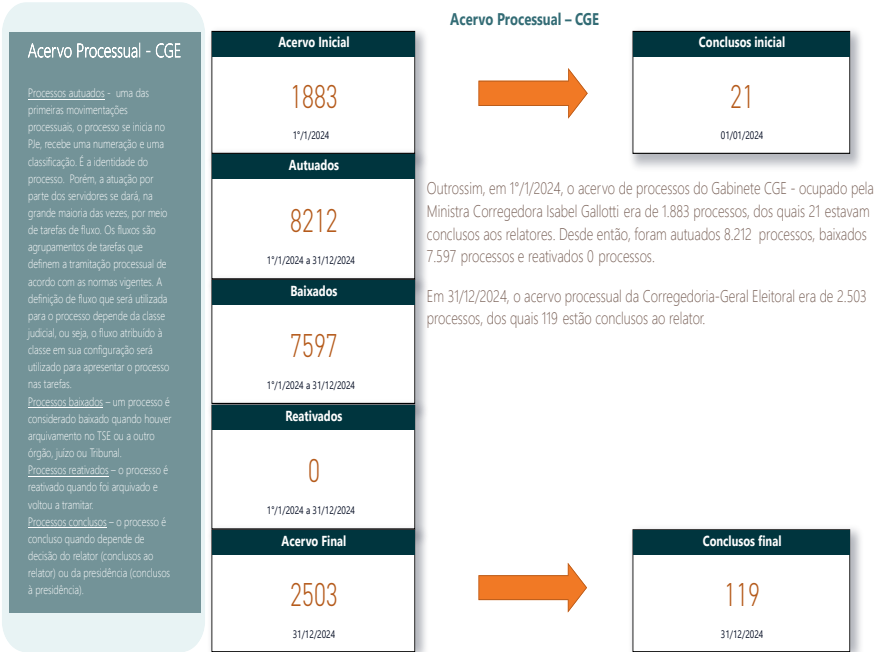 Acervo Processual – CGE
Acervo Processual - CGE
Processos autuados - uma das
primeiras movimentações
processuais, o processo se inicia no
PJe, recebe uma numeração e uma
classificação. É a identidade do
processo. Porém, a atuação por
parte dos servidores se dará, na
grande maioria das vezes, por meio
de tarefas de fluxo. Os fluxos são
agrupamentos de tarefas que
definem a tramitação processual de
acordo com as normas vigentes. A
definição de fluxo que será utilizada
para o processo depende da classe
judicial, ou seja, o fluxo atribuído à
classe em sua configuração será
utilizado para apresentar o processo
nas tarefas.
Processos baixados – um processo é
considerado baixado quando houver
arquivamento no TSE ou a outro
órgão, juízo ou Tribunal.
Processos reativados – o processo é
reativado quando foi arquivado e
voltou a tramitar.
Processos conclusos – o processo é
concluso quando depende de
decisão do relator (conclusos ao
relator) ou da presidência (conclusos
à presidência).
Acervo Inicial
1883
1°/1/2024
Autuados
8212
1°/1/2024 a 31/12/2024
Baixados
7597
1°/1/2024 a 31/12/2024
Reativados
0
1°/1/2024 a 31/12/2024
Acervo Final
2503
31/12/2024
Conclusos inicial
21
01/01/2024
Outrossim, em 1°/1/2024, o acervo de processos do Gabinete CGE - ocupado pela
Ministra Corregedora Isabel Gallotti era de 1.883 processos, dos quais 21 estavam
conclusos aos relatores. Desde então, foram autuados 8.212 processos, baixados
7.597 processos e reativados 0 processos.
Em 31/12/2024, o acervo processual da Corregedoria-Geral Eleitoral era de 2.503
processos, dos quais 119 estão conclusos ao relator.
Conclusos final
119
31/12/2024